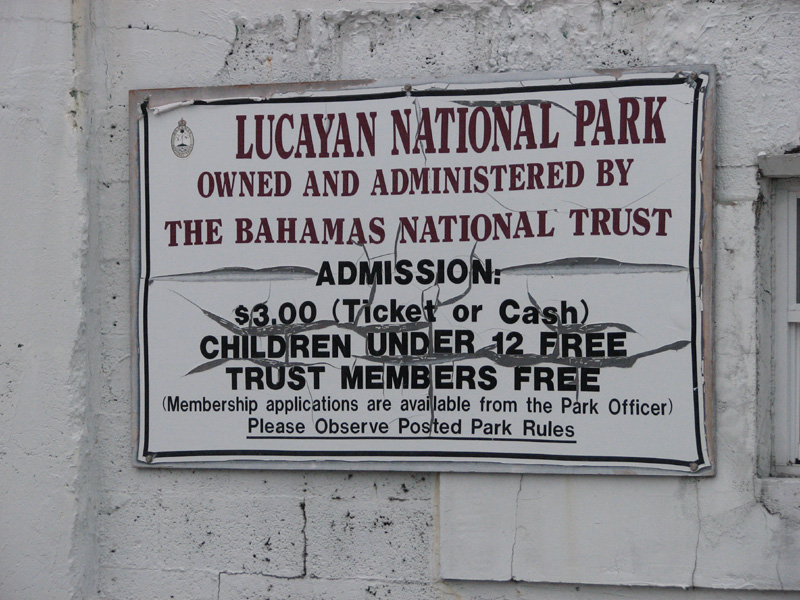 LUCAYAN NATIONAL PARK
OWNED AND ADMINISTERED BY
THE BAHAMAS NATIONAL TRUST
ADMISSION:
$3.00 (Ticket or Cash)
CHILDREN UNDER 12 FREE
TRUST MEMBERS FREE
(Membership applications are available from the Park Officer)
Please Observe Posted Park Rules